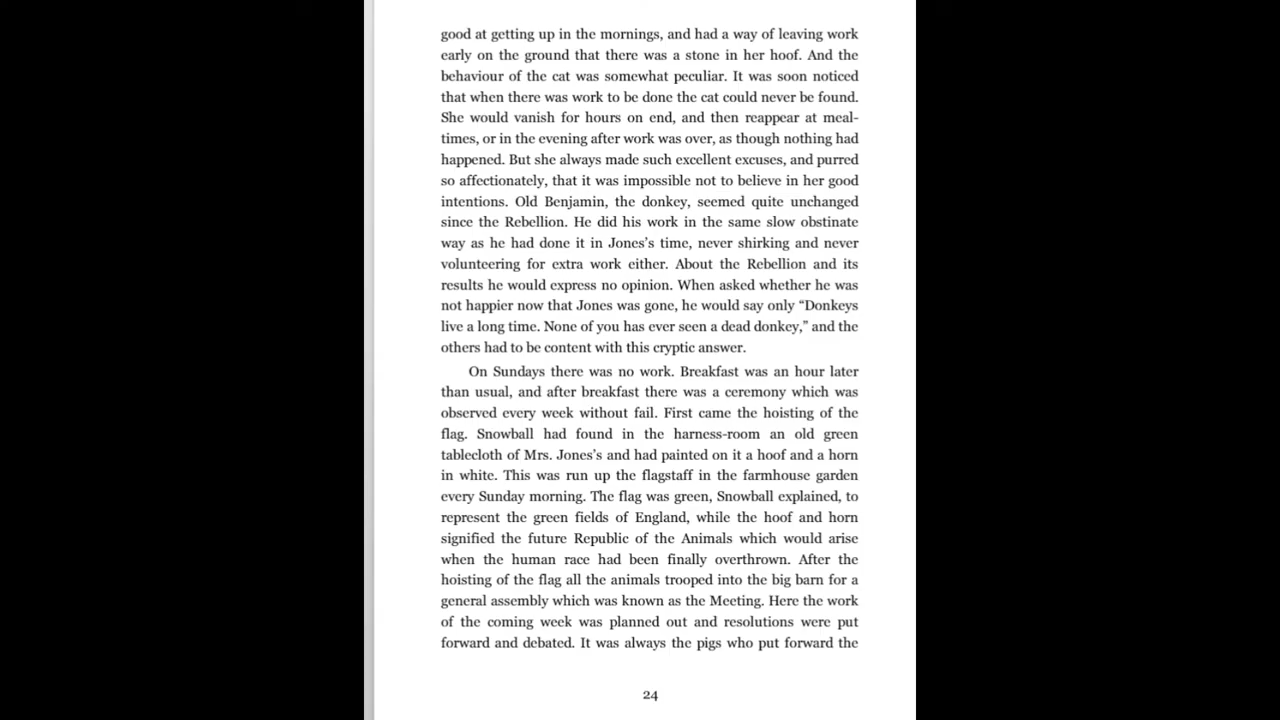 good at getting up in the mornings, and had a way of leaving work
early on the ground that there was a stone in her hoof. And the
behaviour of the cat was somewhat peculiar. It was soon noticed
that when there was work to be done the cat could never be found.
She would vanish for hours on end, and then reappear at meal-
times, or in the evening after work was over, as though nothing had
happened. But she always made such excellent excuses, and purred
so affectionately, that it was impossible not to believe in her good
intentions. Old Benjamin, the donkey, seemed quite unchanged
since the Rebellion. He did his work in the same slow obstinate
way as he had done it in Jones’s time, never shirking and never
volunteering for extra work either. About the Rebellion and its
results he would express no opinion. When asked whether he was
not happier now that Jones was gone, he would say only “Donkeys
live a long time. None of you has ever seen a dead donkey,” and the
others had to be content with this cryptic answer.
On Sundays there was no work. Breakfast was an hour later
than usual, and after breakfast there was a ceremony which was
observed every week without fail. First came the hoisting of the
flag. Snowball had found in the harness-room an old green
tablecloth of Mrs. Jones’s and had painted on it a hoof and a horn
in white. This was run up the flagstaff in the farmhouse garden
every Sunday morning. The flag was green, Snowball explained, to
represent the green fields of England, while the hoof and horn
signified the future Republic of the Animals which would arise
when the human race had been finally overthrown. After the
hoisting of the flag all the animals trooped into the big barn for a
general assembly which was known as the Meeting. Here the work
of the coming week was planned out and resolutions were put
forward and debated. It was always the pigs who put forward the
24